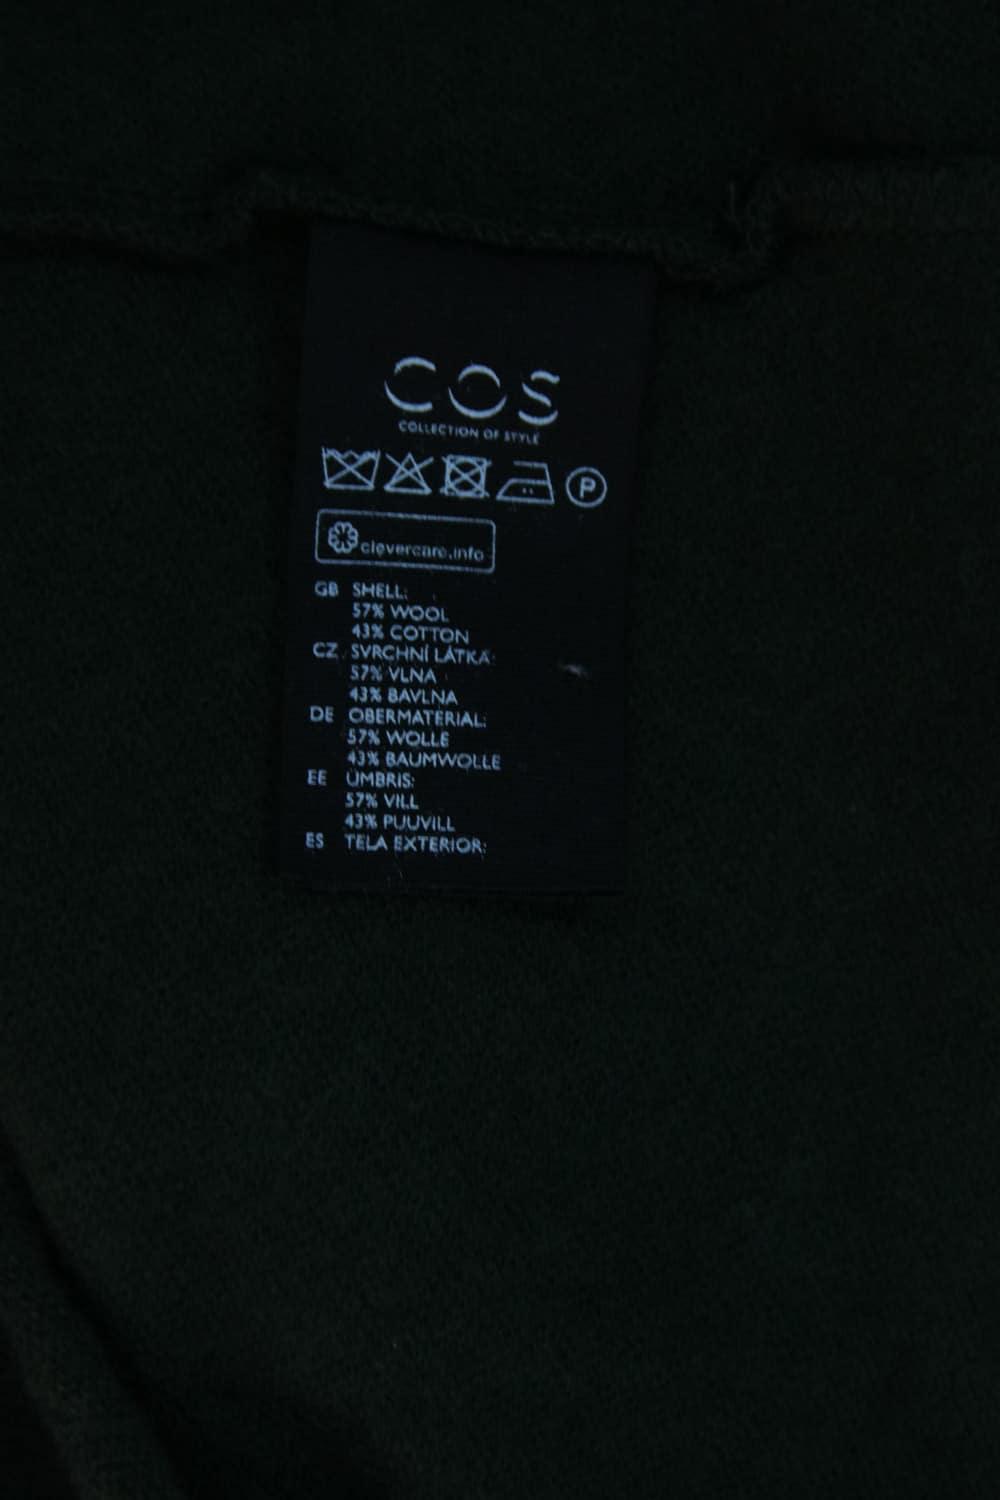 COS
COLLECTION OF STYLE
P
clevercare.info
GB SHELL:
57% WOOL
43% COTTON
CZ SVRCHNÍ LÁTKA:
57% VLNA
43% BAVLNA
DE OBERMATERIAL:
57% WOLLE
43% BAUMWOLLE
EE ÜMBRIS:
57% VILL
43% PUUVILL
ES TELA EXTERIOR: